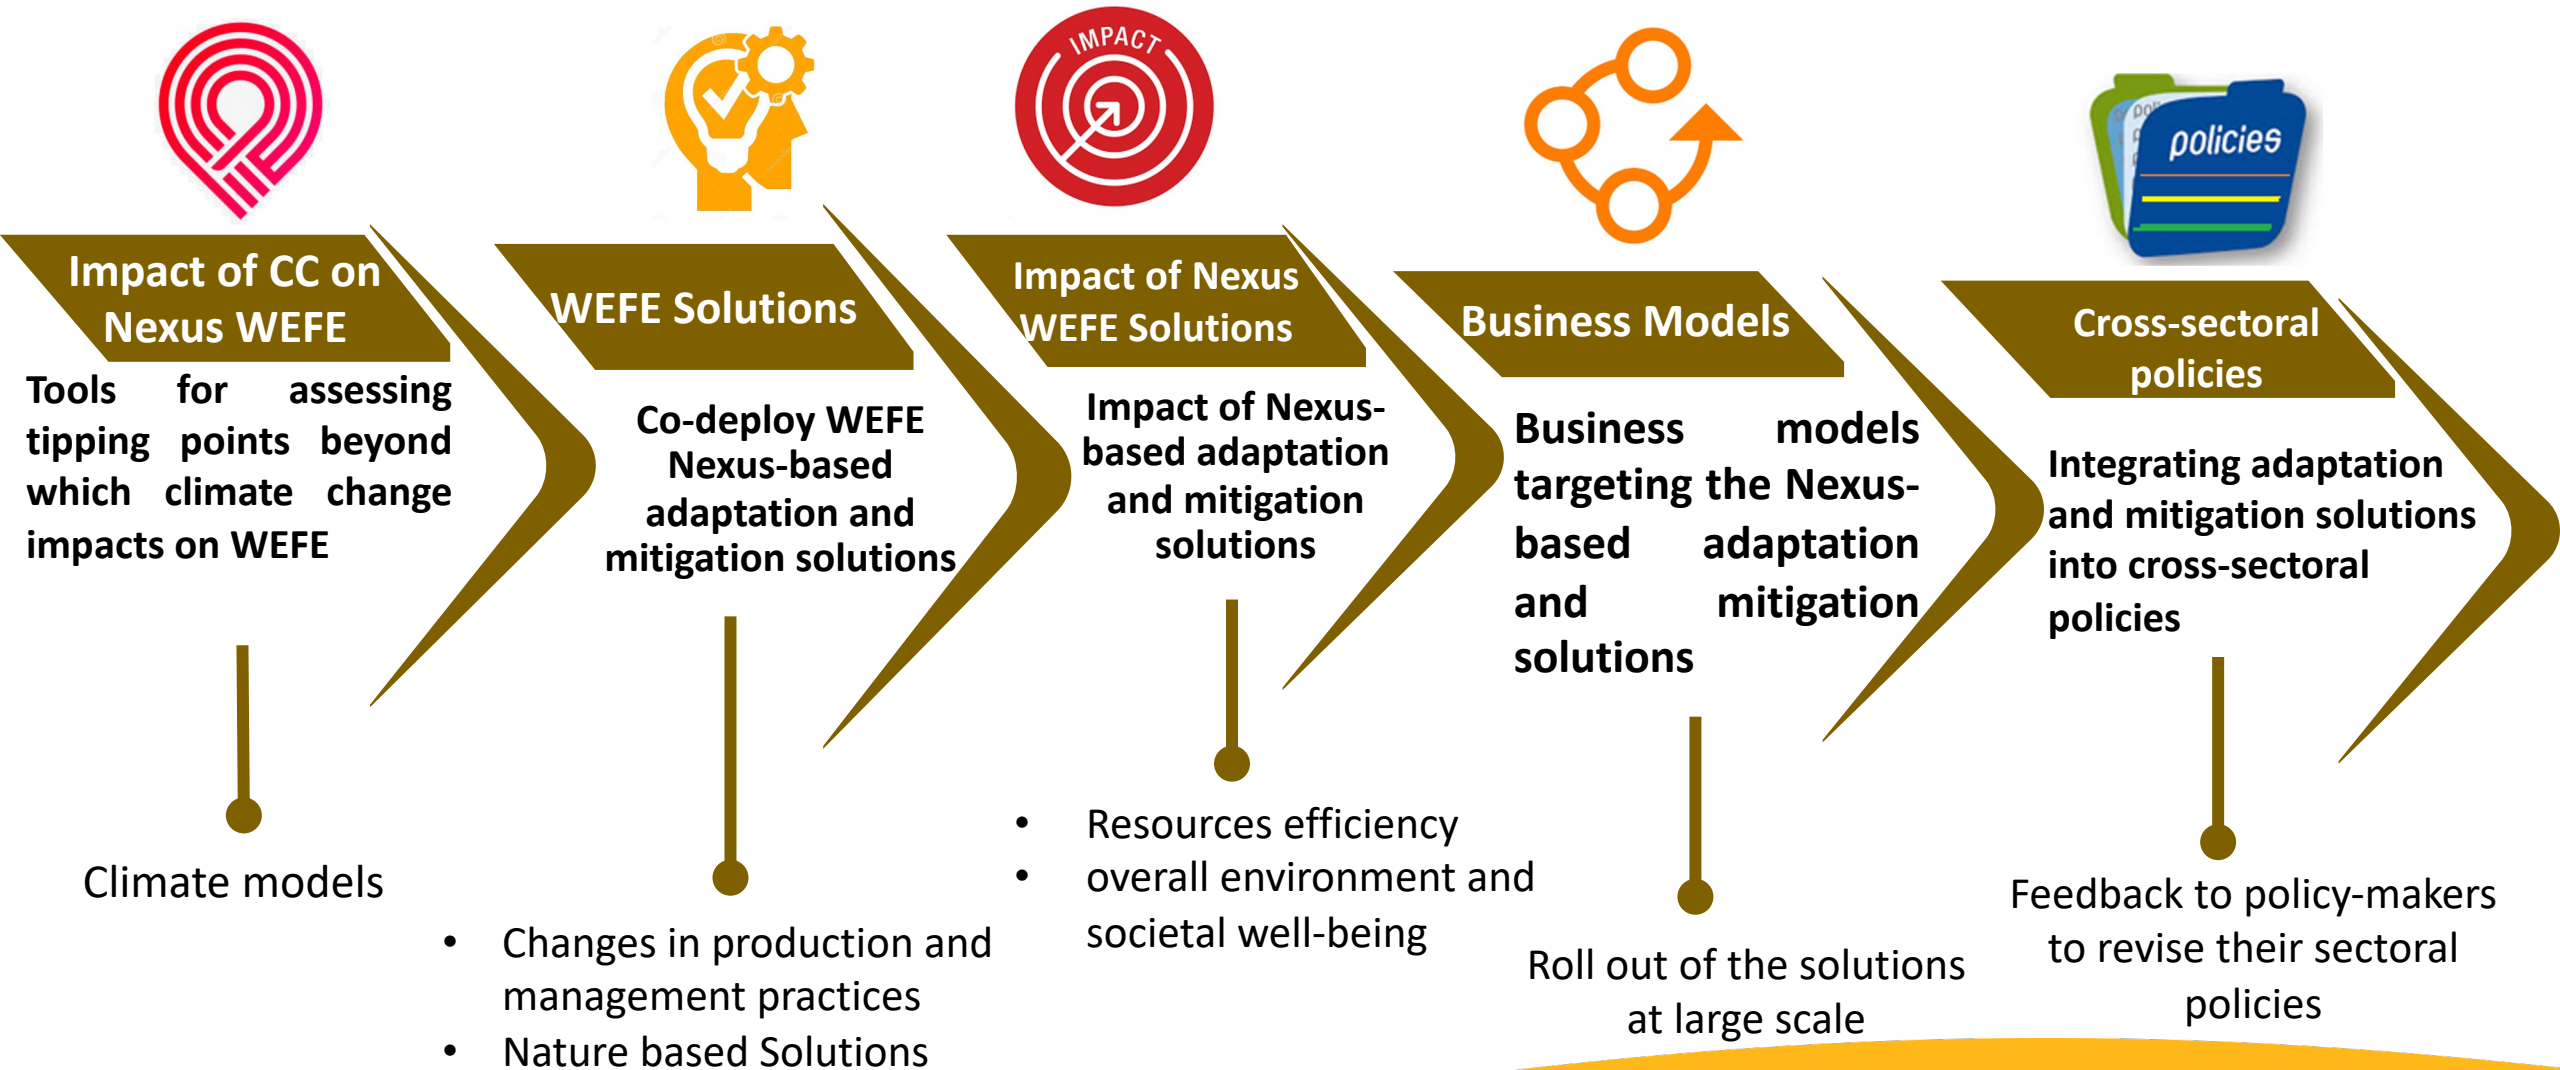 IMPACT
policies
Impact of CC on
Nexus WEFE
Tools for assessing
tipping points beyond
which climate change
impacts on WEFE
Climate models
WEFE Solutions
Co-deploy WEFE
Nexus-based
adaptation and
mitigation solutions
• Changes in production and
management practices
• Nature based Solutions
Impact of Nexus
WEFE Solutions
Impact of Nexus-
based adaptation
and mitigation
solutions
• Resources efficiency
• overall environment and
societal well-being
Business Models
Business models
targeting the Nexus-
based adaptation
and mitigation
solutions
Roll out of the solutions
at large scale
Cross-sectoral
policies
Integrating adaptation
and mitigation solutions
into cross-sectoral
policies
Feedback to policy-makers
to revise their sectoral
policies